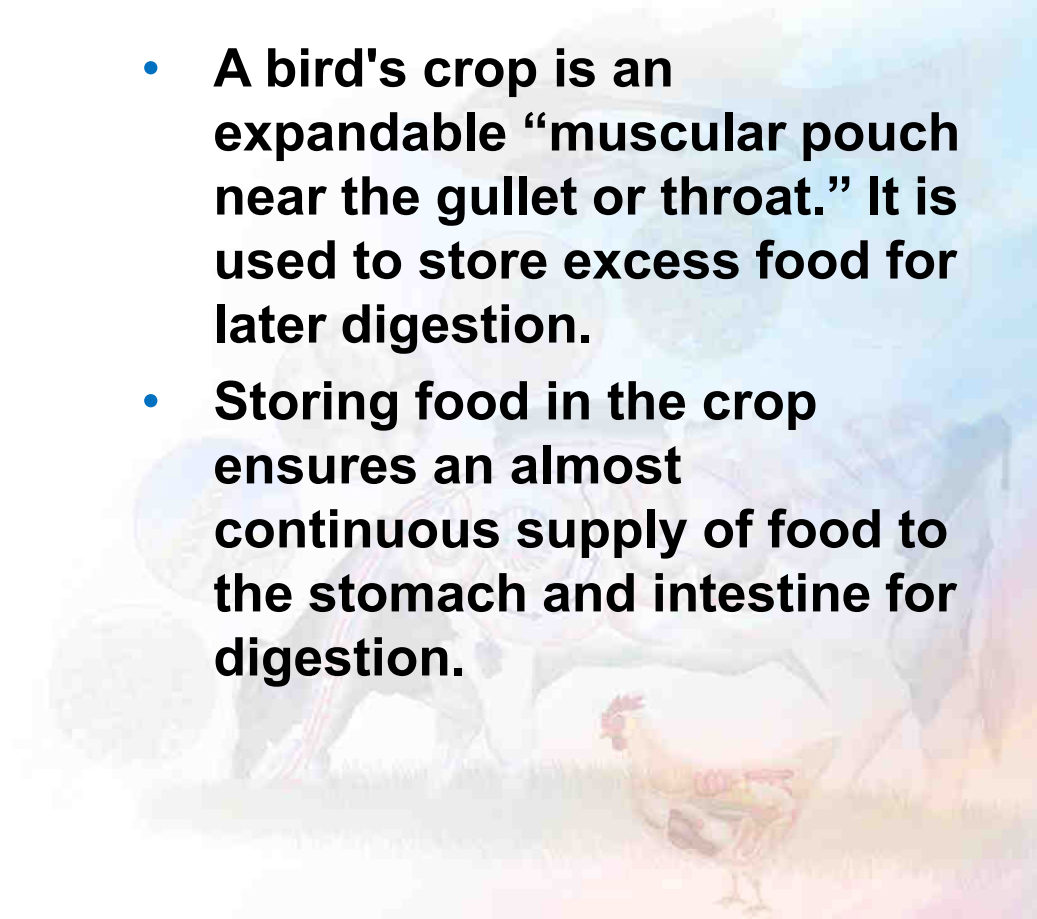 • A bird's crop is an
expandable “muscular pouch
near the gullet or throat.” It is
used to store excess food for
later digestion.
• Storing food in the crop
ensures an almost
continuous supply of food to
the stomach and intestine for
digestion.